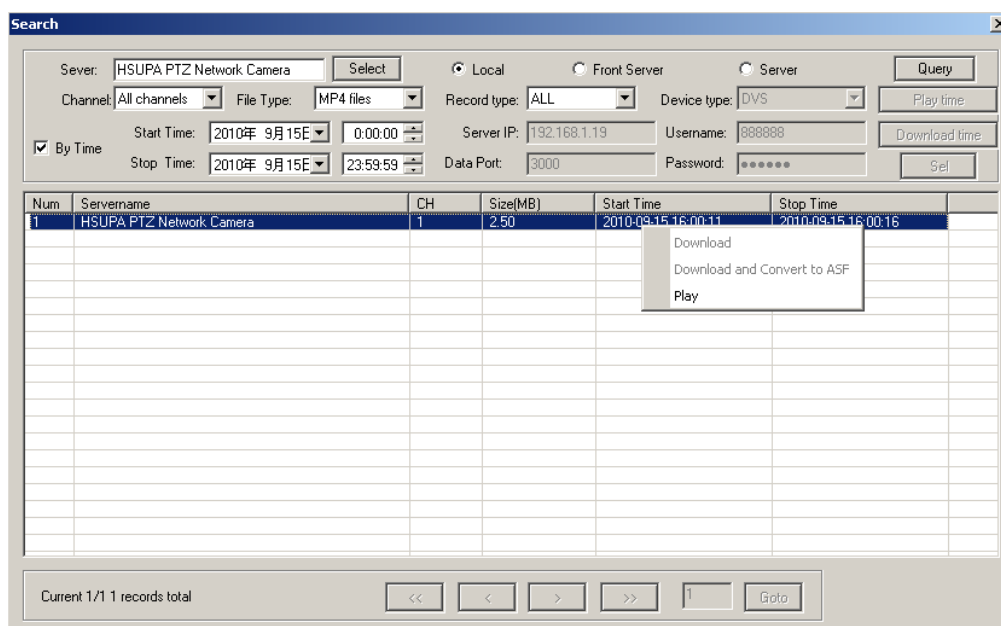 Search
Sever: HSUPA PTZ Network Camera Select Local Front Server Server Query
Channel: All channels File Type: MP4 files Record type: ALL Device type: DVS Play time
By Time Start Time: 2010年 9月15日 0:00:00 Server IP: 192.168.1.19 Username: 888888 Download time
Stop Time: 2010年 9月15日 23:59:59 Data Port: 3000 Password: ●●●●●● Sel
Num Servername CH Size(MB) Start Time Stop Time
1 HSUPA PTZ Network Camera 1 2.50 2010-09-15 16:00:11 2010-09-15 16:00:16
Download
Download and Convert to ASF
Play
Current 1/1 1 records total << < > >> 1 Goto